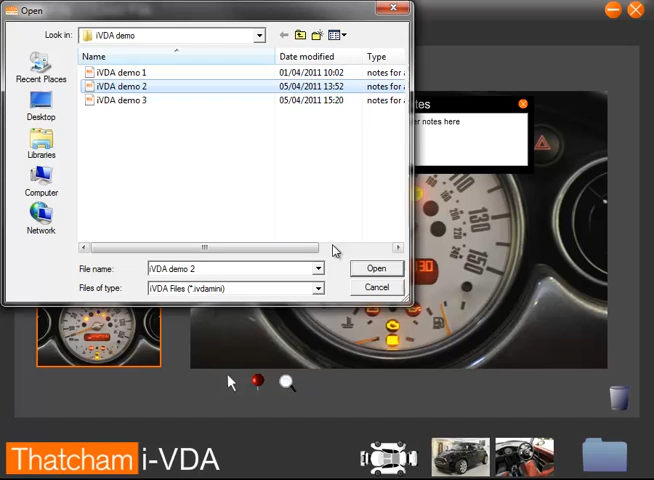 Open
Look in:
iVDA demo
Name
Date modified
Type
iVDA demo 1
01/04/2011 10:02
notes for
iVDA demo 2
05/04/2011 13:52
notes for
iVDA demo 3
05/04/2011 15:20
notes for
Recent Places
Desktop
Libraries
Computer
Network
File name:
iVDA demo 2
Open
Files of type:
iVDA Files (*.ivdamini)
Cancel
notes here
130
150
Thatcham i-VDA